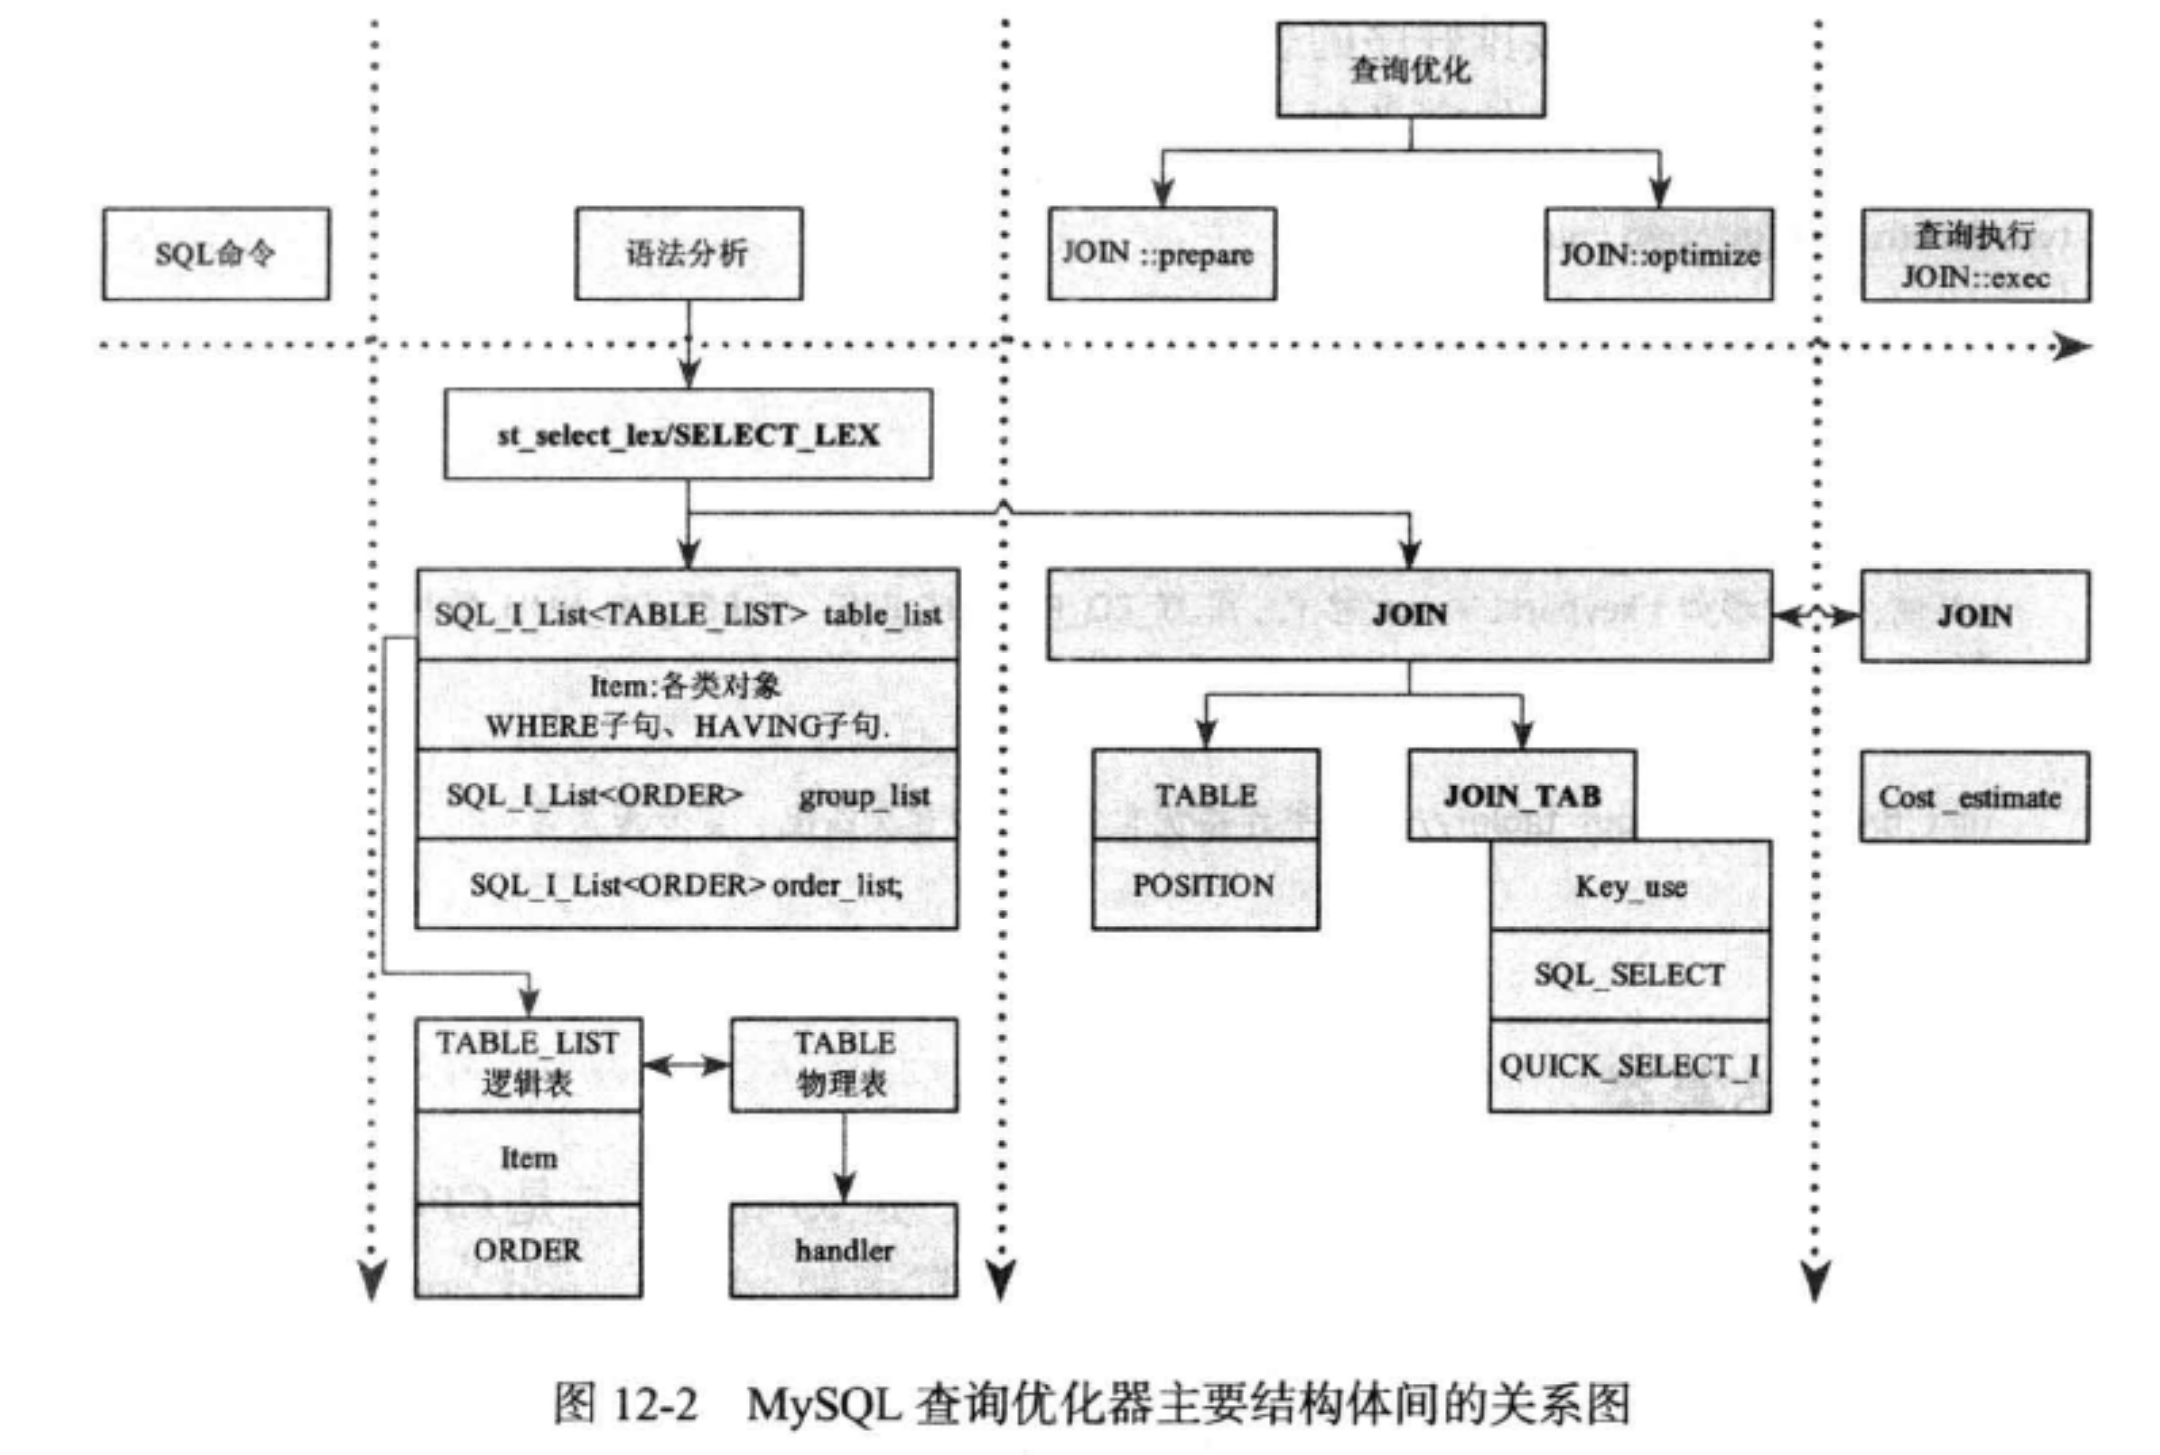 查询优化
SQL命令
语法分析
JOIN ::prepare
JOIN::optimize
查询执行
JOIN::exec
st_select_lex/SELECT_LEX
SQL_I_List<TABLE_LIST> table_list
Item:各类对象
WHERE子句、HAVING子句.
SQL_I_List<ORDER> group_list
SQL_I_List<ORDER> order_list;
JOIN
JOIN
TABLE
POSITION
JOIN_TAB
Key_use
SQL_SELECT
QUICK_SELECT_I
Cost _estimate
TABLE_LIST
逻辑表
Item
ORDER
TABLE
物理表
handler
图 12-2 MySQL 查询优化器主要结构体间的关系图